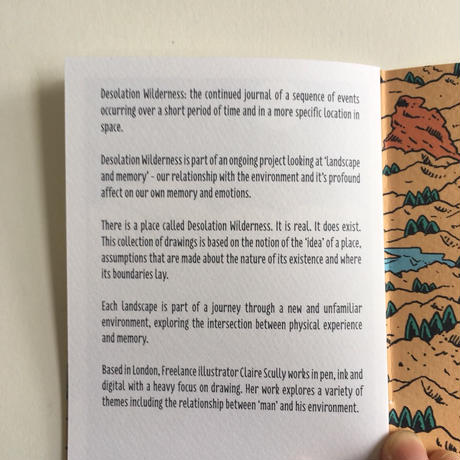 Desolation Wilderness: the continued journal of a sequence of events
occurring over a short period of time and in a more specific location in
space.
Desolation Wilderness is part of an ongoing project looking at 'landscape
and memory' - our relationship with the environment and it's profound
affect on our own memory and emotions.
There is a place called Desolation Wilderness. It is real. It does exist.
This collection of drawings is based on the notion of the 'idea' of a place,
assumptions that are made about the nature of its existence and where
its boundaries lay.
Each landscape is part of a journey through a new and unfamiliar
environment, exploring the intersection between physical experience
and memory.
Based in London, Freelance illustrator Claire Scully works in pen, ink and
digital with a heavy focus on drawing. Her work explores a variety of
themes including the relationship between 'man' and his environment.